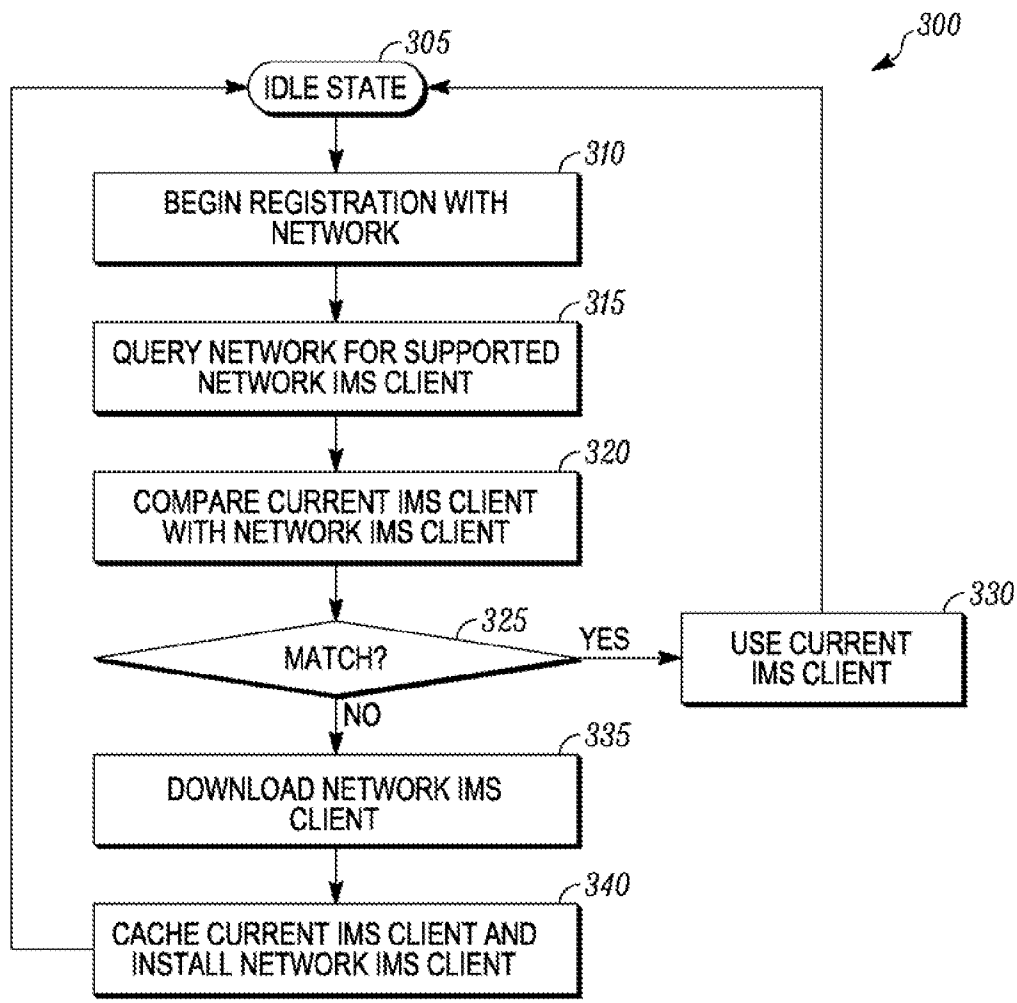 300
305
IDLE STATE
310
BEGIN REGISTRATION WITH
NETWORK
315
QUERY NETWORK FOR SUPPORTED
NETWORK IMS CLIENT
320
COMPARE CURRENT IMS CLIENT
WITH NETWORK IMS CLIENT
325
MATCH?
YES
330
USE CURRENT
IMS CLIENT
NO
335
DOWNLOAD NETWORK IMS
CLIENT
340
CACHE CURRENT IMS CLIENT AND
INSTALL NETWORK IMS CLIENT